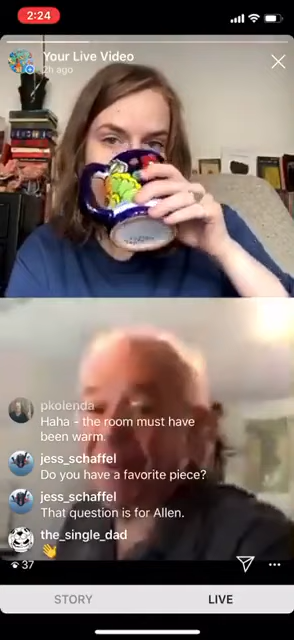 2:24
Your Live Video
2h ago
pkolenda
Haha - the room must have
been warm.
jess_schaffel
Do you have a favorite piece?
jess_schaffel
That question is for Allen.
the_single_dad
👋
37
STORY
LIVE